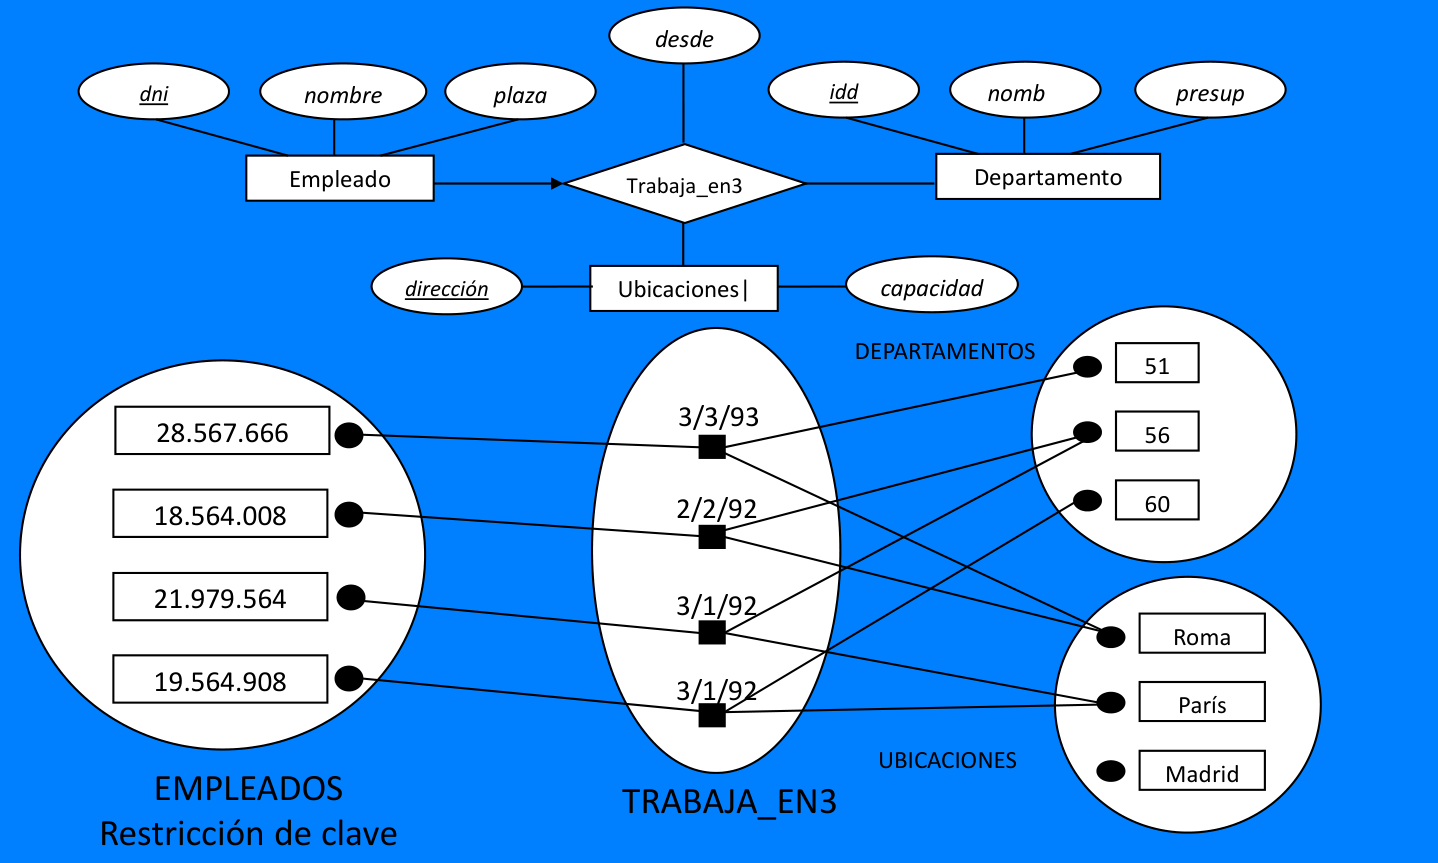 desde
dni
nombre
plaza
idd
nomb
presup
Empleado
Trabaja_en3
Departamento
dirección
Ubicaciones|
capacidad
DEPARTAMENTOS
51
28.567.666
3/3/93
56
18.564.008
2/2/92
60
21.979.564
3/1/92
Roma
19.564.908
3/1/92
París
UBICACIONES
Madrid
EMPLEADOS
TRABAJA_EN3
Restricción de clave